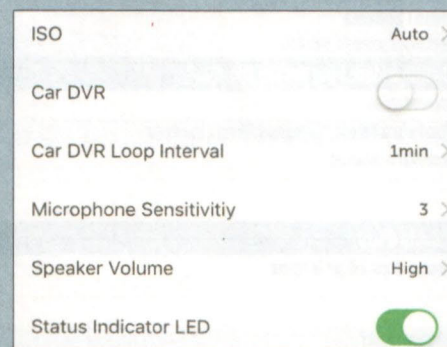 ISO Auto
Car DVR
Car DVR Loop Interval 1min
Microphone Sensitivitiy 3
Speaker Volume High
Status Indicator LED